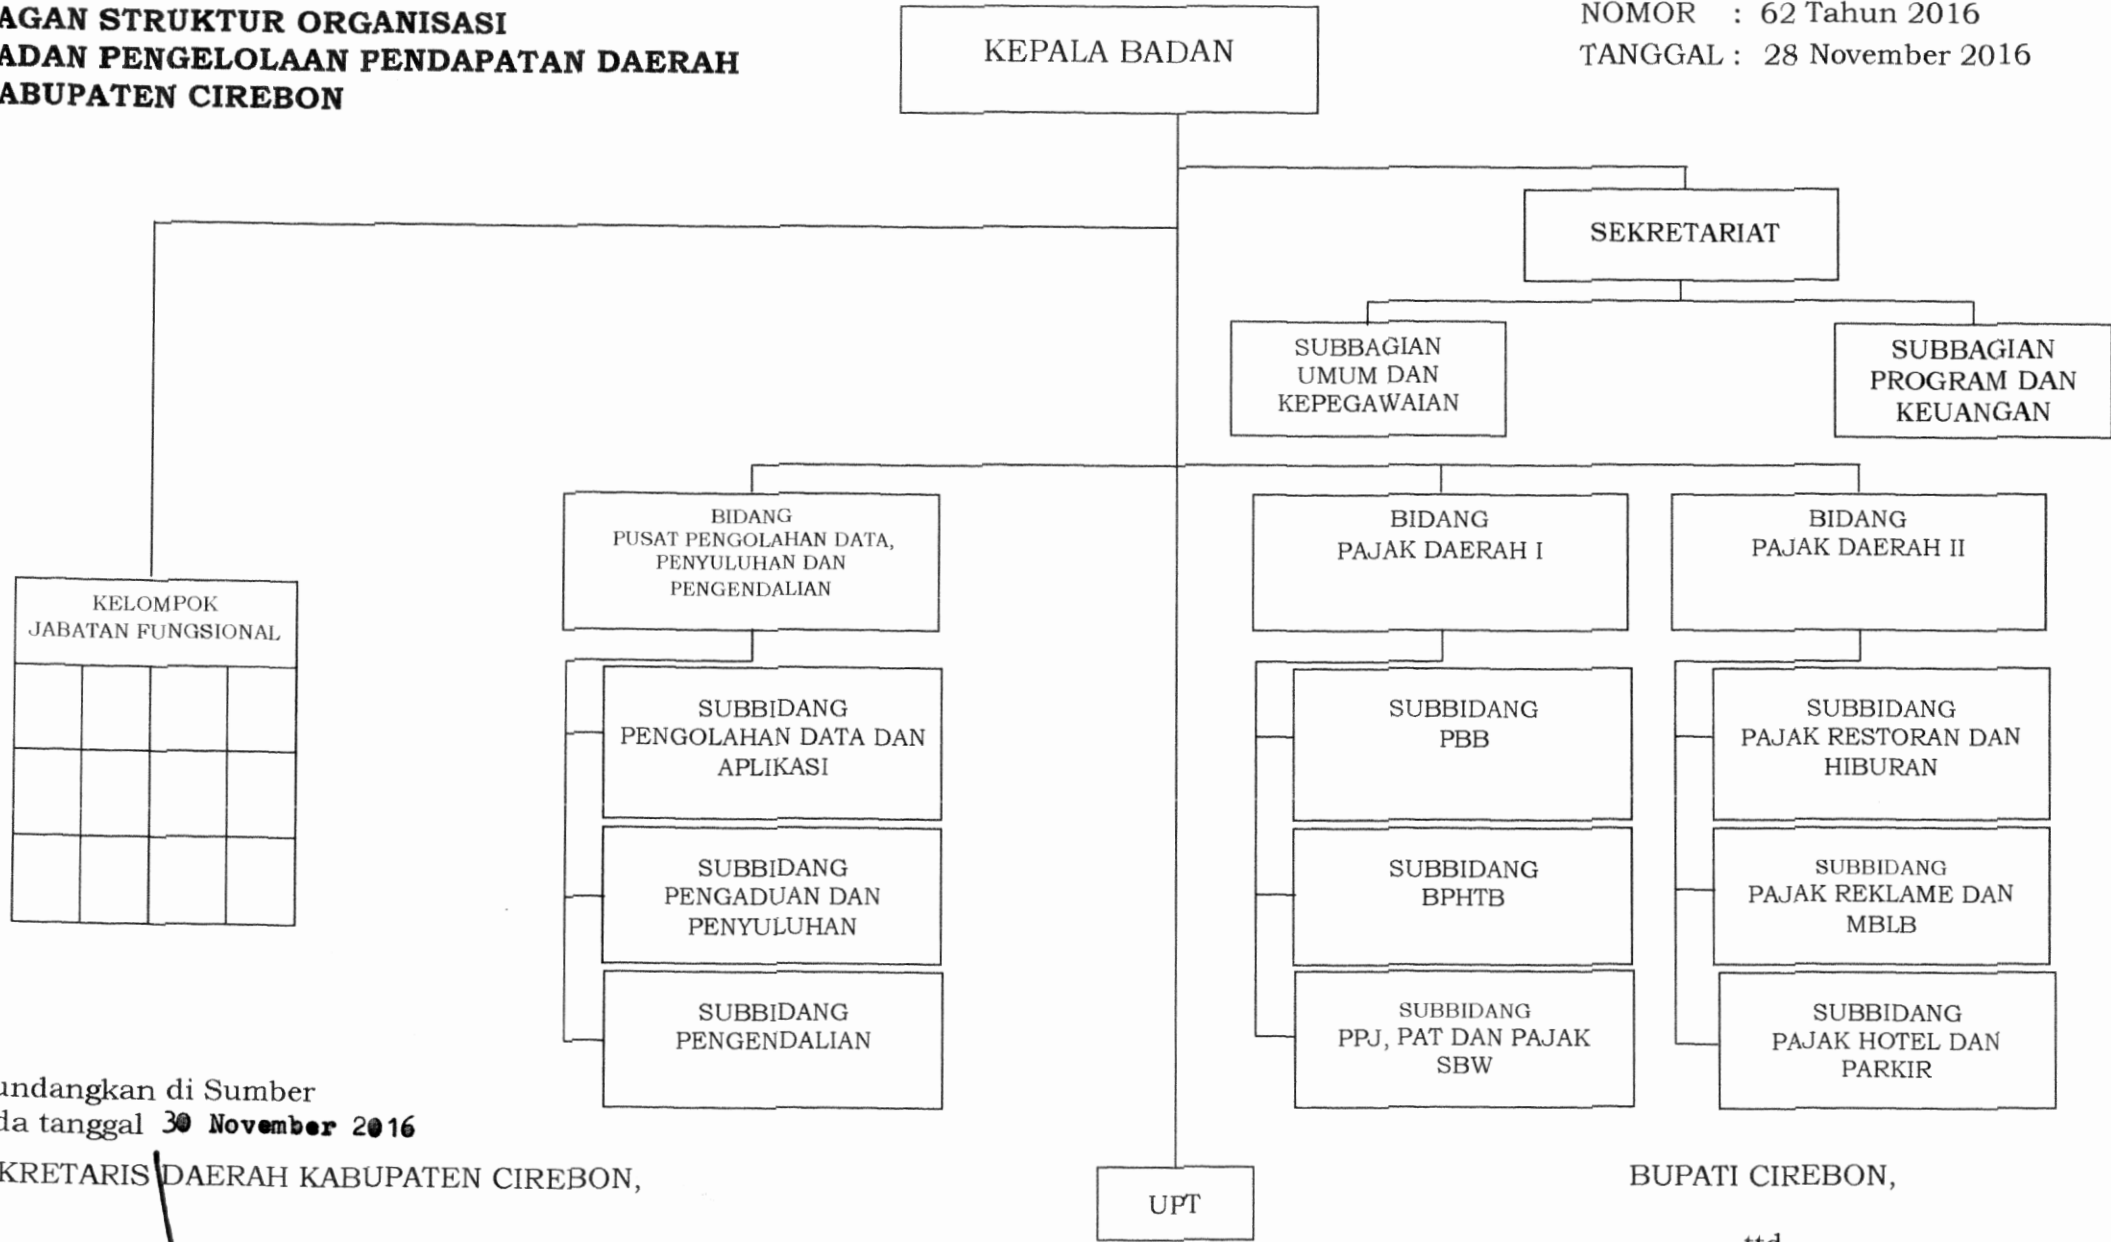 AGAN STRUKTUR ORGANISASI
ADAN PENGELOLAAN PENDAPATAN DAERAH
ABUPATEN CIREBON
KEPALA BADAN
NOMOR : 62 Tahun 2016
TANGGAL : 28 November 2016
SEKRETARIAT
SUBBAGIAN
UMUM DAN
KEPEGAWAIAN
SUBBAGIAN
PROGRAM DAN
KEUANGAN
BIDANG
PUSAT PENGOLAHAN DATA,
PENYULUHAN DAN
PENGENDALIAN
BIDANG
PAJAK DAERAH I
BIDANG
PAJAK DAERAH II
KELOMPOK
JABATAN FUNGSIONAL
SUBBIDANG
PENGOLAHAN DATA DAN
APLIKASI
SUBBIDANG
PENGADUAN DAN
PENYULUHAN
SUBBIDANG
PENGENDALIAN
SUBBIDANG
PBB
SUBBIDANG
BPHTB
SUBBIDANG
PPJ, PAT DAN PAJAK
SBW
SUBBIDANG
PAJAK RESTORAN DAN
HIBURAN
SUBBIDANG
PAJAK REKLAME DAN
MBLB
SUBBIDANG
PAJAK HOTEL DAN
PARKIR
undangkan di Sumber
da tanggal 30 November 2016
KRETARIS DAERAH KABUPATEN CIREBON,
UPT
BUPATI CIREBON,
ttd